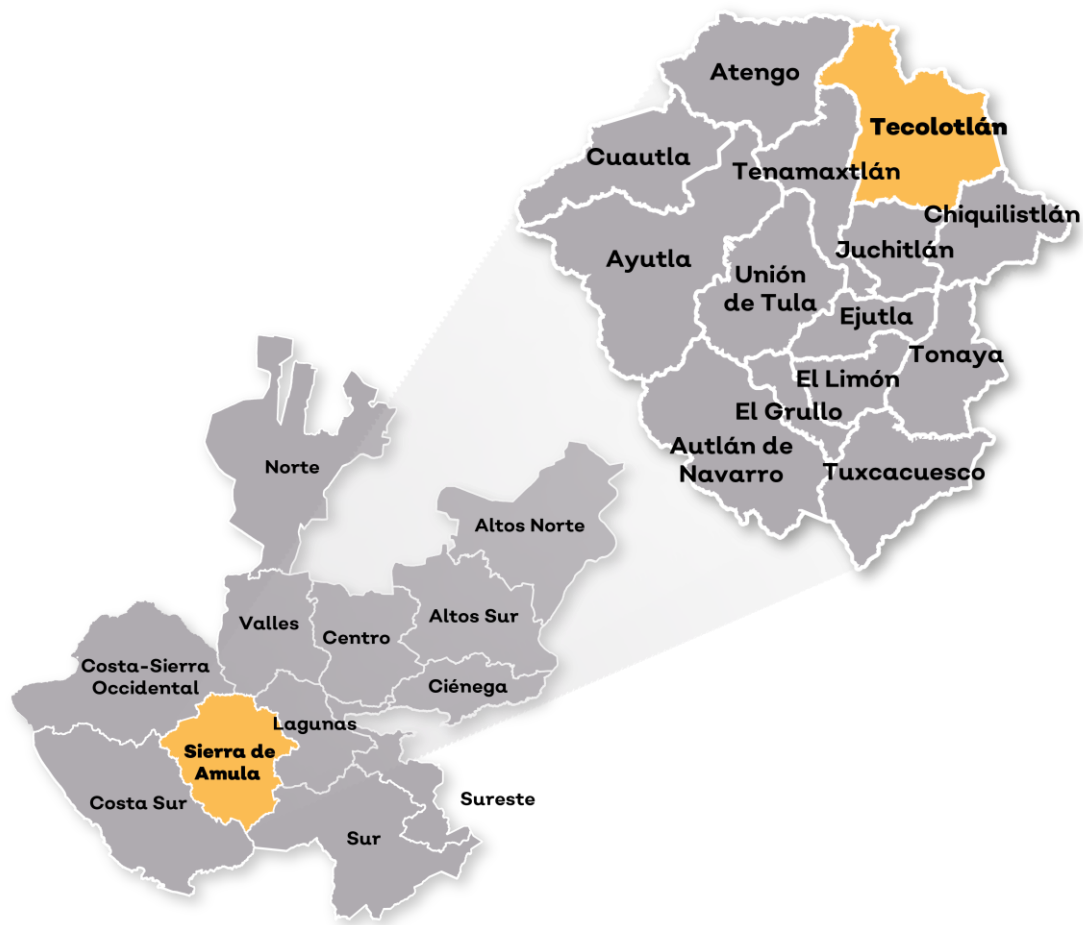 Atengo
Tecolotlán
Cuautla
Tenamaxtlán
Chiquilistlán
Juchitlán
Ayutla
Unión
de Tula
Ejutla
Tonaya
El Limón
El Grullo
Autlán de
Navarro
Tuxcacuesco
Norte
Altos Norte
Valles
Centro
Altos Sur
Costa-Sierra
Occidental
Ciénega
Lagunas
Sierra de
Amula
Costa Sur
Sureste
Sur